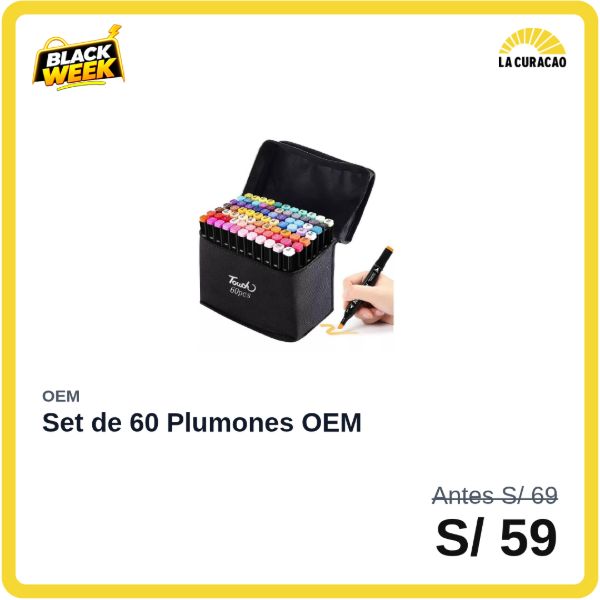 BLACK
WEEK
LA CURACAO
Touch
60pcs
OEM
Set de 60 Plumones OEM
Antes S/ 69
S/ 59